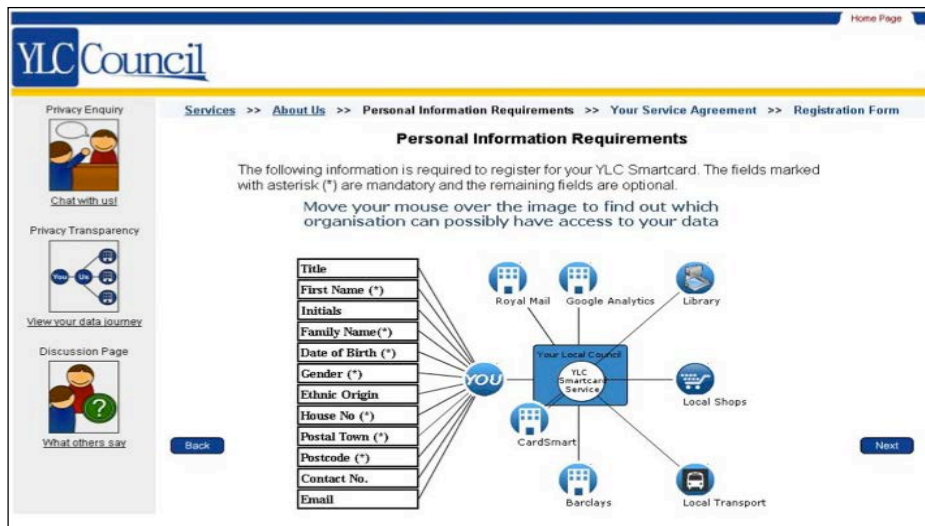 Home Page
YLC Council
Privacy Enquiry
Chat with us!
Privacy Transparency
You Us
View your data journey
Discussion Page
?
What others say
Services >> About Us >> Personal Information Requirements >> Your Service Agreement >> Registration Form
Personal Information Requirements
The following information is required to register for your YLC Smartcard. The fields marked
with asterisk (*) are mandatory and the remaining fields are optional.
Move your mouse over the image to find out which
organisation can possibly have access to your data
Title
First Name (*)
Initials
Family Name(*)
Date of Birth (*)
Gender (*)
Ethnic Origin
House No (*)
Postal Town (*)
Postcode (*)
Contact No.
Email
YOU
Royal Mail
Google Analytics
Library
Your Local Council
YLC
Smartcard
Service
Local Shops
CardSmart
Barclays
Local Transport
Back
Next